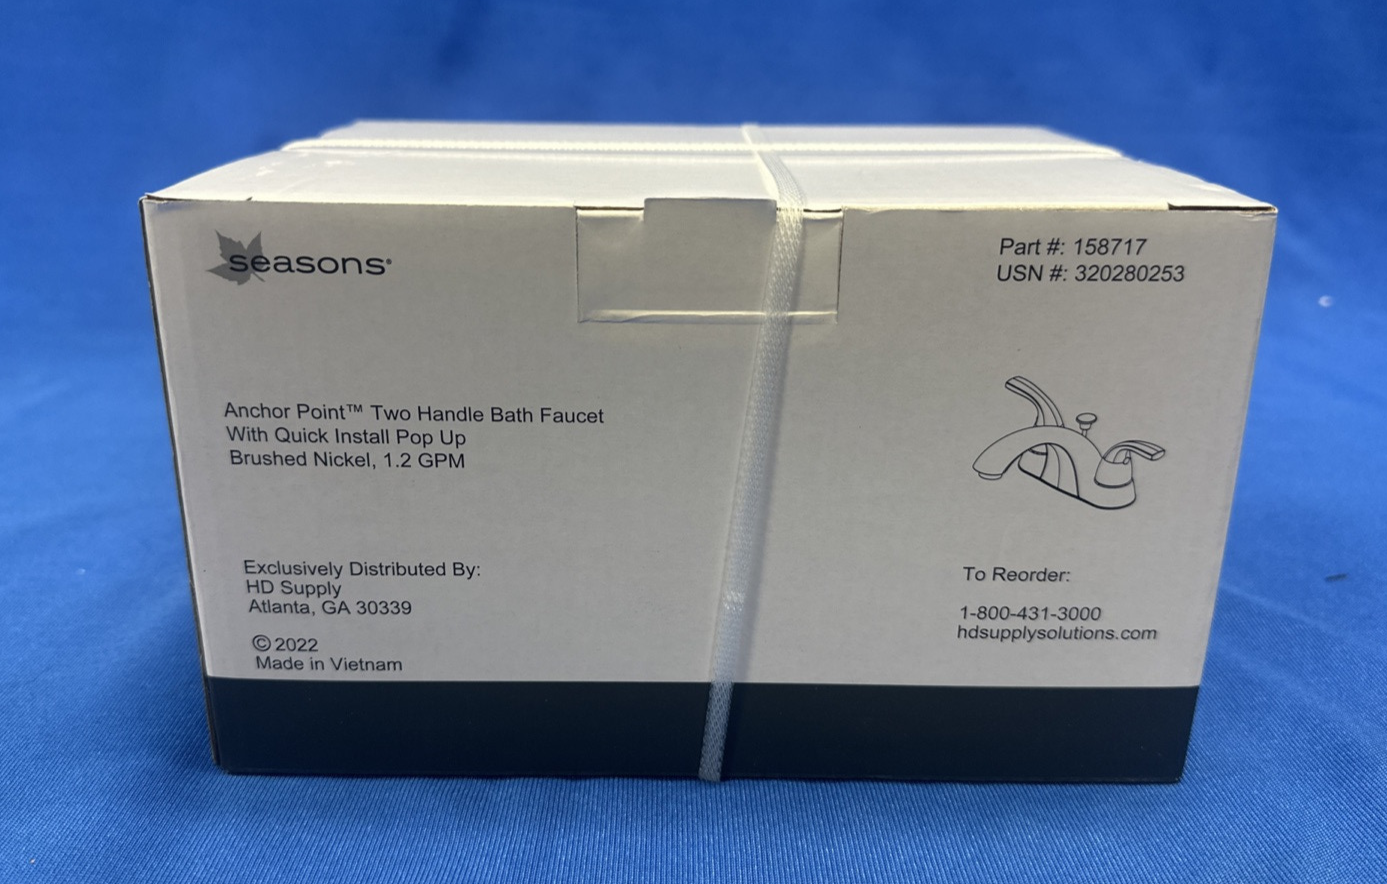 seasons®
Part #: 158717
USN #: 320280253
Anchor Point™ Two Handle Bath Faucet
With Quick Install Pop Up
Brushed Nickel, 1.2 GPM
Exclusively Distributed By:
HD Supply
Atlanta, GA 30339
© 2022
Made in Vietnam
To Reorder:
1-800-431-3000
hdsupplysolutions.com